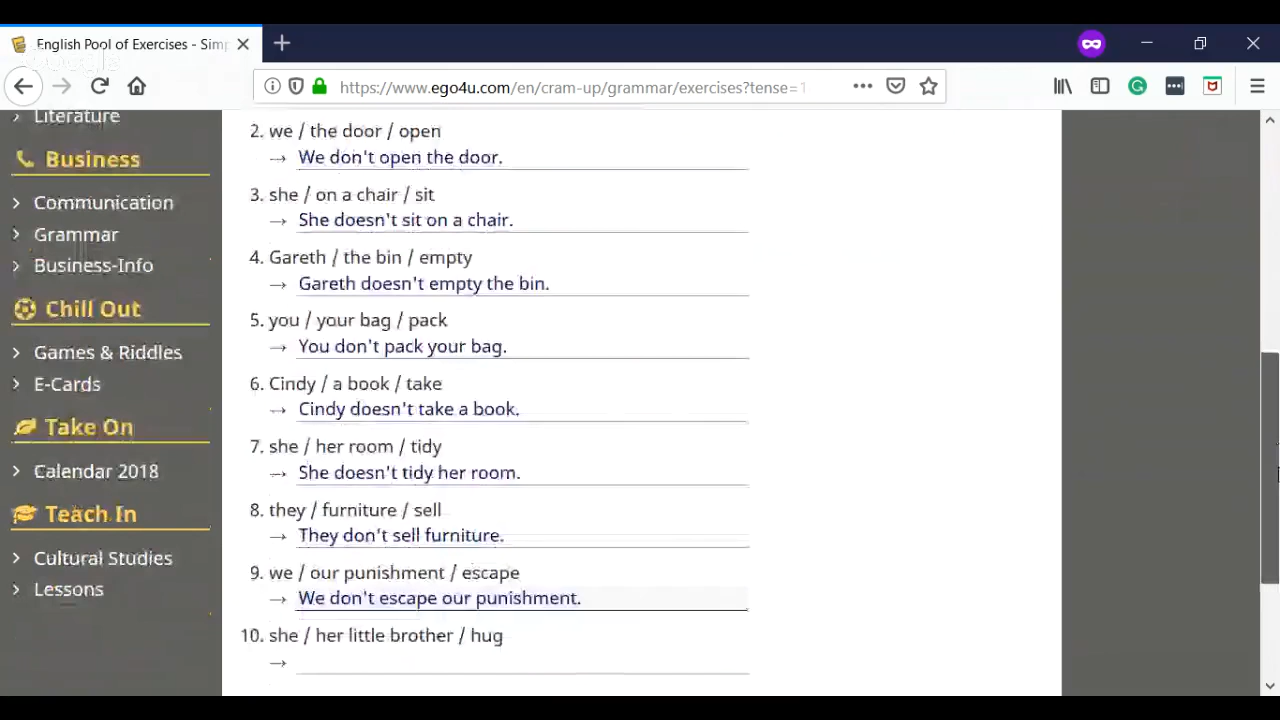 English Pool of Exercises - Simp
https://www.ego4u.com/en/cram-up/grammar/exercises?tense=1
Literature
Business
Communication
Grammar
Business-Info
Chill Out
Games & Riddles
E-Cards
Take On
Calendar 2018
Teach In
Cultural Studies
Lessons
2. we / the door / open
→ We don't open the door.
3. she / on a chair / sit
→ She doesn't sit on a chair.
4. Gareth / the bin / empty
→ Gareth doesn't empty the bin.
5. you / your bag / pack
→ You don't pack your bag.
6. Cindy / a book / take
→ Cindy doesn't take a book.
7. she / her room / tidy
→ She doesn't tidy her room.
8. they / furniture / sell
→ They don't sell furniture.
9. we / our punishment / escape
→ We don't escape our punishment.
10. she / her little brother / hug
→